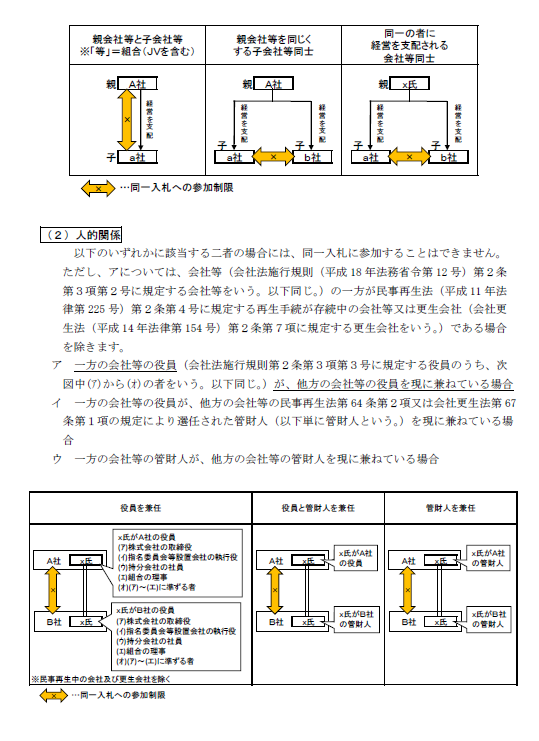 親会社等と子会社等
※「等」＝組合（JVを含む）
親会社等を同じく
する子会社等同士
同一の者に
経営を支配される
会社等同士
親 A社
経営を支配
×
子 a社
親 A社
経営を支配
経営を支配
子 子
a社 × b社
親 x氏
経営を支配
経営を支配
子 子
a社 × b社
× …同一入札への参加制限
（２）人的関係
以下のいずれかに該当する二者の場合には、同一入札に参加することはできません。
ただし、アについては、会社等（会社法施行規則（平成 18 年法務省令第 12 号）第２条
第３項第２号に規定する会社等をいう。以下同じ。）の一方が民事再生法（平成 11 年法
律第 225 号）第２条第４号に規定する再生手続が存続中の会社等又は更生会社（会社更
生法（平成 14 年法律第 154 号）第２条第７項に規定する更生会社をいう。）である場合
を除きます。
ア　一方の会社等の役員（会社法施行規則第２条第３項第３号に規定する役員のうち、次
図中(ｱ)から(ｵ)の者をいう。以下同じ。）が、他方の会社等の役員を現に兼ねている場合
イ　一方の会社等の役員が、他方の会社等の民事再生法第 64 条第２項又は会社更生法第 67
条第１項の規定により選任された管財人（以下単に管財人という。）を現に兼ねている場
合
ウ　一方の会社等の管財人が、他方の会社等の管財人を現に兼ねている場合
役員を兼任
役員と管財人を兼任
管財人を兼任
A社 x氏
x氏がA社の役員
(ｱ)株式会社の取締役
(ｲ)指名委員会等設置会社の執行役
(ｳ)持分会社の社員
(ｴ)組合の理事
(ｵ)(ｱ)～(ｴ)に準ずる者
×
B社 x氏
x氏がB社の役員
(ｱ)株式会社の取締役
(ｲ)指名委員会等設置会社の執行役
(ｳ)持分会社の社員
(ｴ)組合の理事
(ｵ)(ｱ)～(ｴ)に準ずる者
※民事再生中の会社及び更生会社を除く
A社 x氏
x氏がA社
の役員
×
B社 x氏
x氏がB社
の管財人
A社 x氏
x氏がA社
の管財人
×
B社 x氏
x氏がB社
の管財人
× …同一入札への参加制限